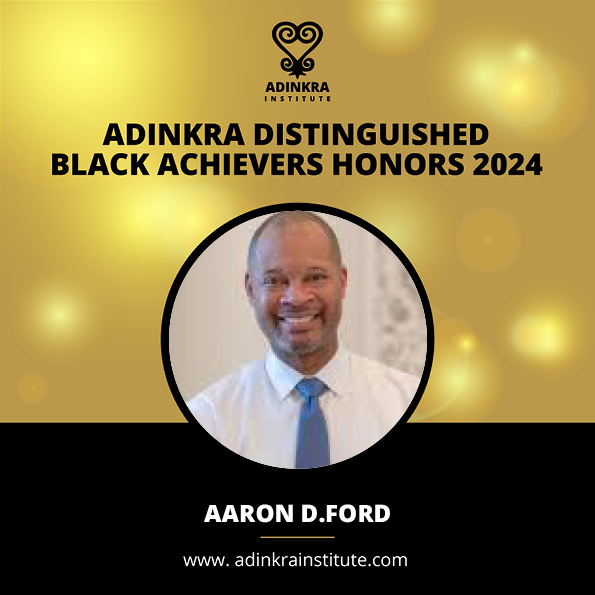 ADINKRA
INSTITUTE
ADINKRA DISTINGUISHED
BLACK ACHIEVERS HONORS 2024
AARON D.FORD
www. adinkrainstitute.com